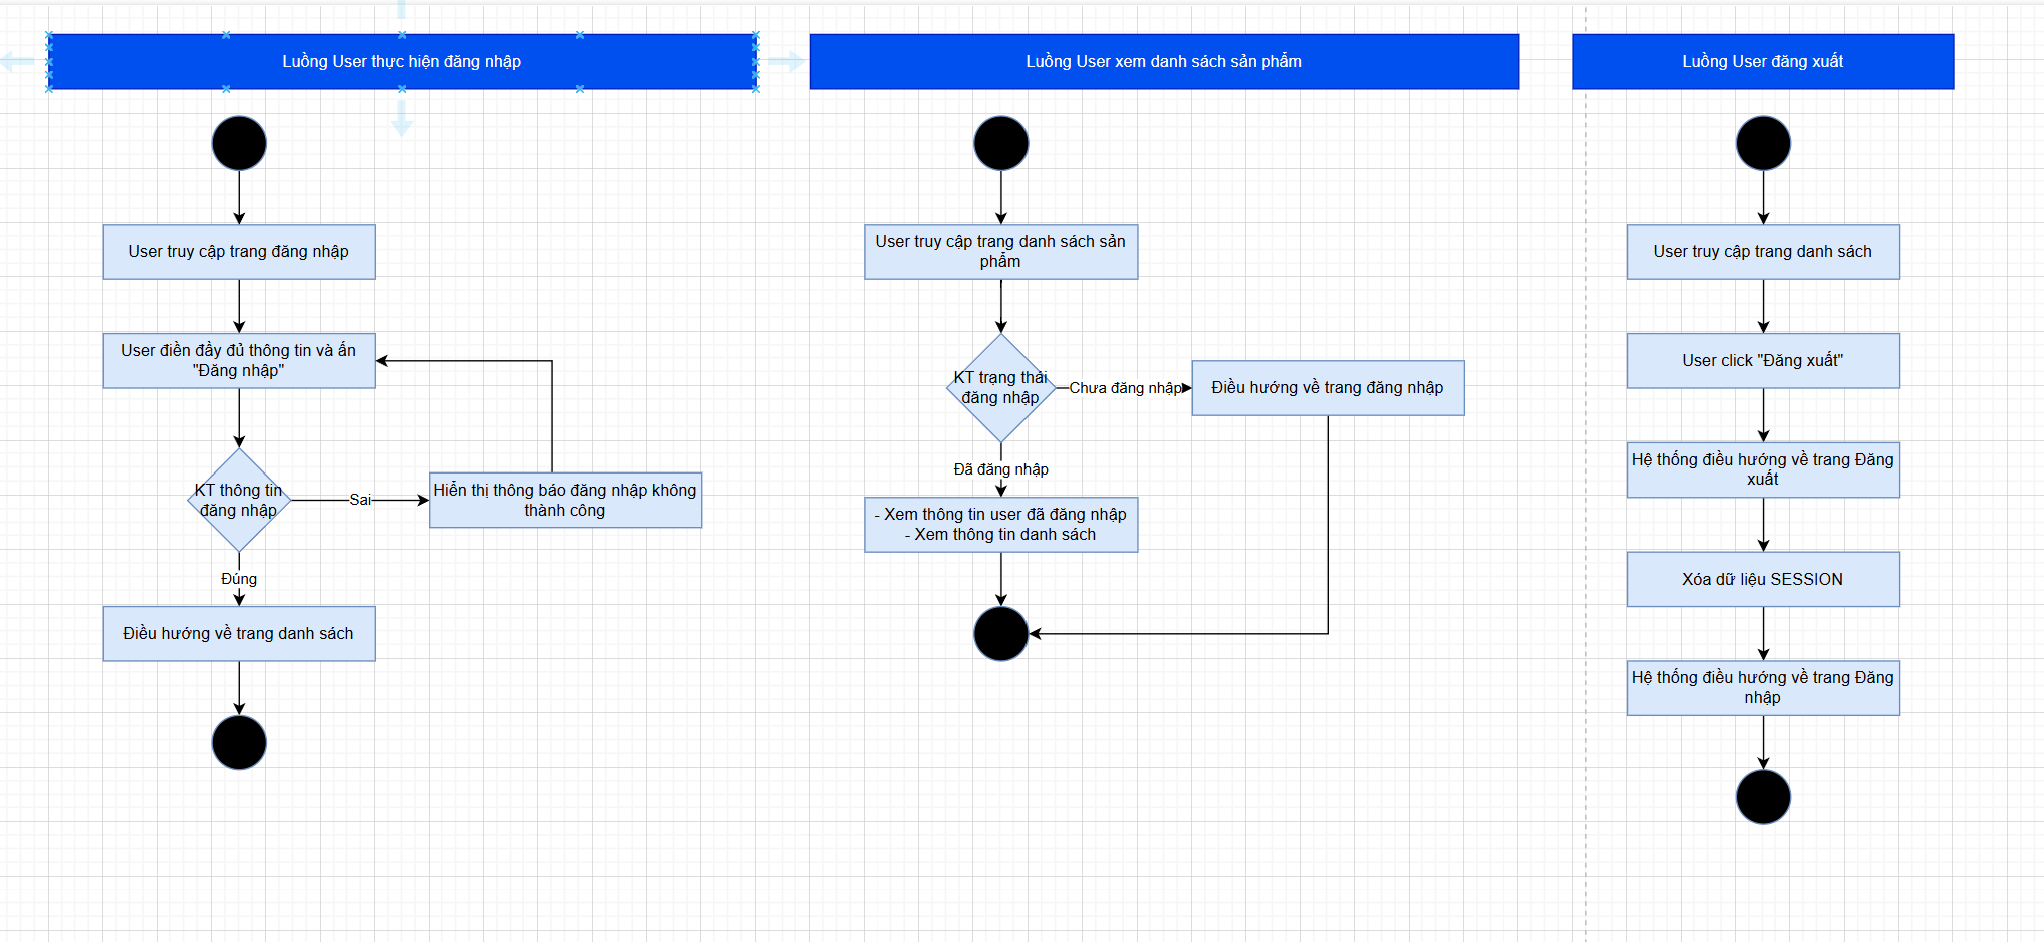 Luồng User thực hiện đăng nhập
User truy cập trang đăng nhập
User điền đầy đủ thông tin và ấn
"Đăng nhập"
KT thông tin
đăng nhập
Sai
Hiển thị thông báo đăng nhập không
thành công
Đúng
Điều hướng về trang danh sách
Luồng User xem danh sách sản phẩm
User truy cập trang danh sách sản
phẩm
KT trạng thái
đăng nhập
Chưa đăng nhập
Điều hướng về trang đăng nhập
Đã đăng nhập
- Xem thông tin user đã đăng nhập
- Xem thông tin danh sách
Luồng User đăng xuất
User truy cập trang danh sách
User click "Đăng xuất"
Hệ thống điều hướng về trang Đăng
xuất
Xóa dữ liệu SESSION
Hệ thống điều hướng về trang Đăng
nhập